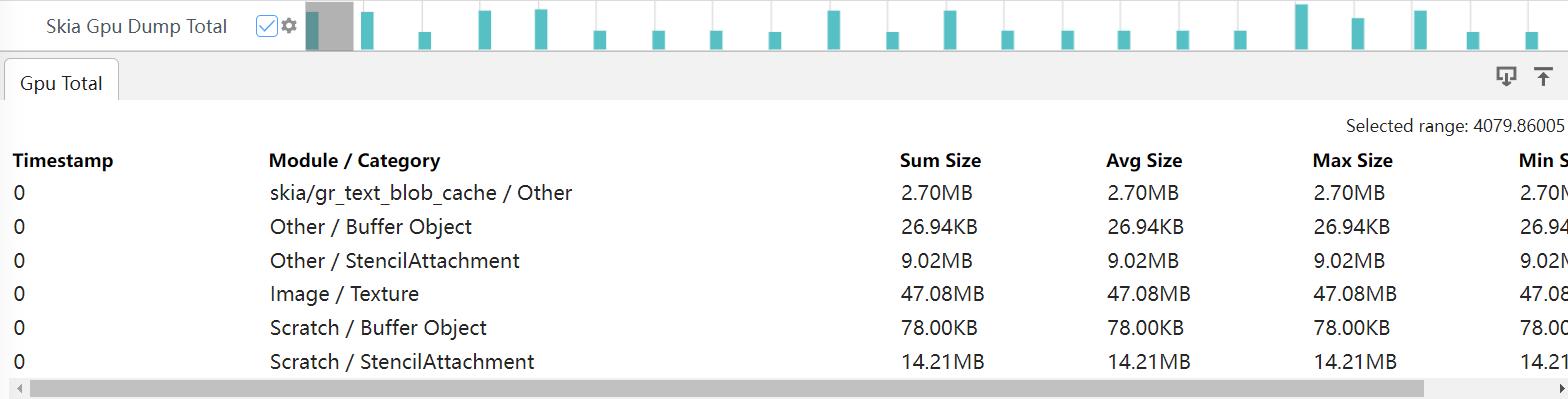 Skia Gpu Dump Total
Gpu Total
Selected range: 4079.86005
Timestamp Module / Category Sum Size Avg Size Max Size Min S
0 skia/gr_text_blob_cache / Other 2.70MB 2.70MB 2.70MB 2.70M
0 Other / Buffer Object 26.94KB 26.94KB 26.94KB 26.94
0 Other / StencilAttachment 9.02MB 9.02MB 9.02MB 9.02M
0 Image / Texture 47.08MB 47.08MB 47.08MB 47.08
0 Scratch / Buffer Object 78.00KB 78.00KB 78.00KB 78.00
0 Scratch / StencilAttachment 14.21MB 14.21MB 14.21MB 14.21